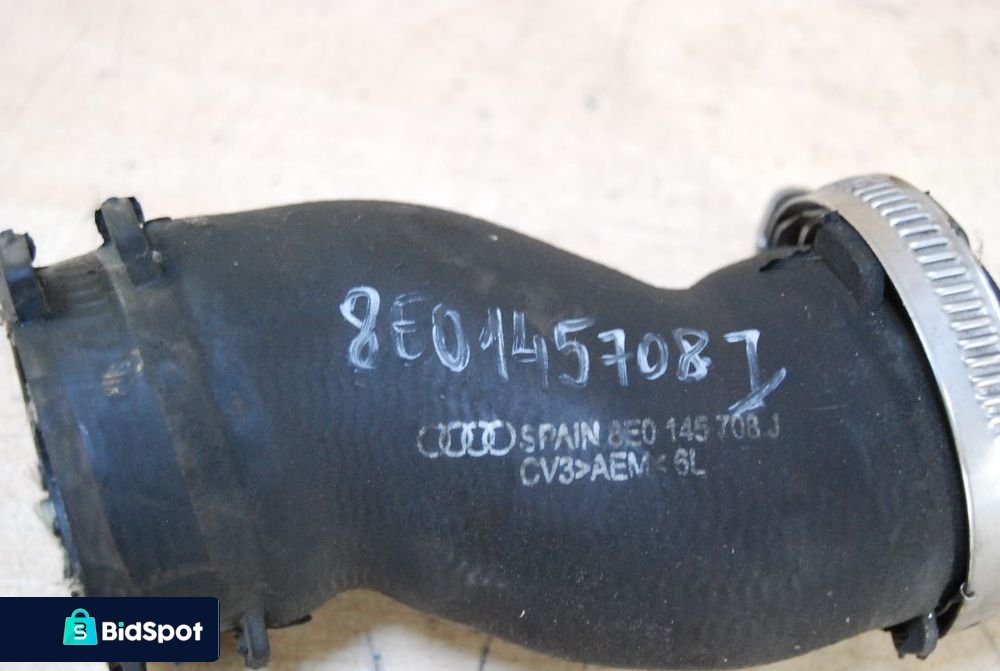 8E0145708J
SPAIN 8E0 145 708 J
CV3>AEM< 6L
BidSpot